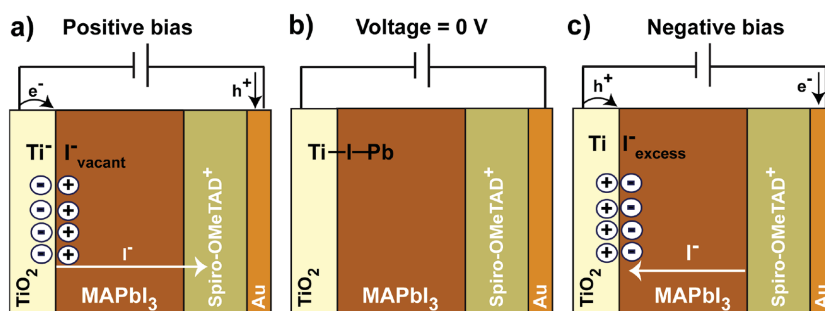 a) Positive bias
e-
h+
Ti- I-vacant
- +
- +
- +
- +
I-
TiO2
MAPbI3
Spiro-OMeTAD+
Au
b) Voltage = 0 V
Ti-I-Pb
TiO2
MAPbI3
Spiro-OMeTAD+
Au
c) Negative bias
h+
e-
Ti I-excess
+ -
+ -
+ -
+ -
I-
TiO2
MAPbI3
Spiro-OMeTAD+
Au